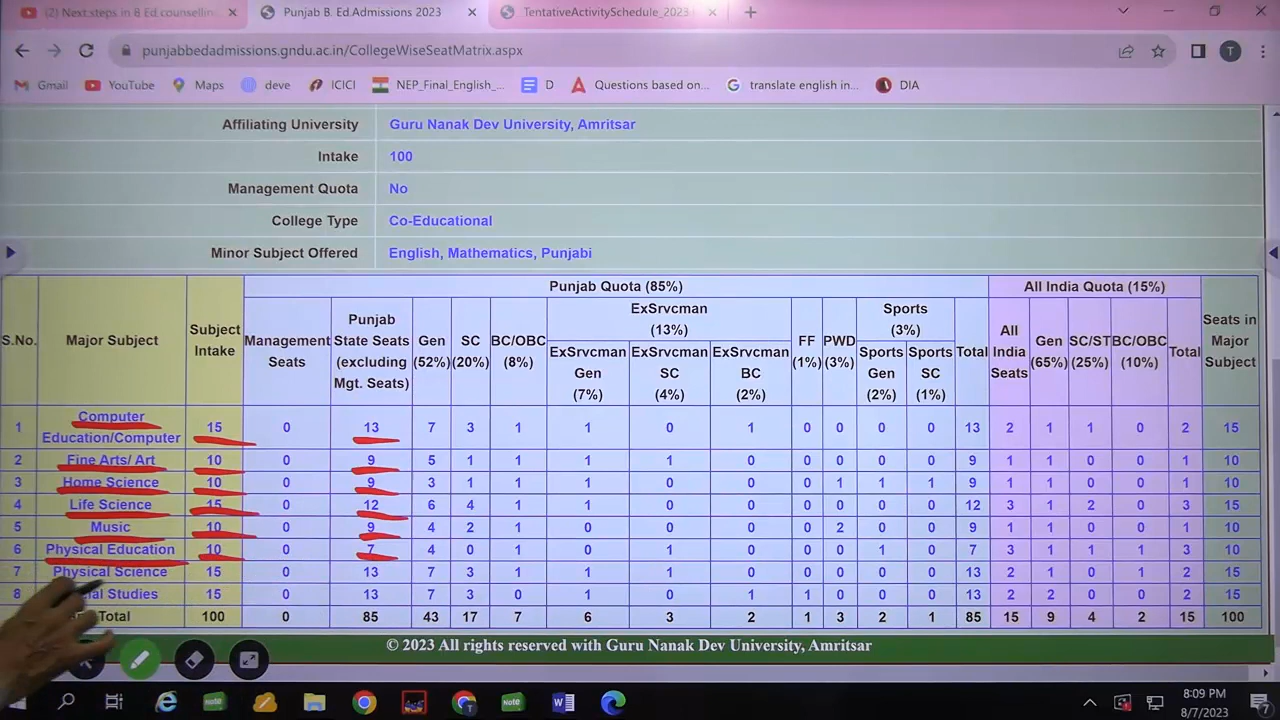 (2) Next steps in B Ed counsellin
Punjab B. Ed.Admissions 2023
TentativeActivitySchedule_2023
punjabbedadmissions.gndu.ac.in/CollegeWiseSeatMatrix.aspx
T
Gmail YouTube Maps deve ICICI NEP_Final_English_... D Questions based on... translate english in... DIA
Affiliating University Guru Nanak Dev University, Amritsar
Intake 100
Management Quota No
College Type Co-Educational
Minor Subject Offered English, Mathematics, Punjabi
S.No. Major Subject Subject Intake Punjab Quota (85%) All India Quota (15%) Seats in Major Subject
Management Seats Punjab State Seats (excluding Mgt. Seats) Gen (52%) SC (20%) BC/OBC (8%) ExSrvcman (13%) FF (1%) PWD (3%) Sports (3%) Total All India Seats Gen (65%) SC/ST (25%) BC/OBC (10%) Total
ExSrvcman Gen (7%) ExSrvcman SC (4%) ExSrvcman BC (2%) Sports Gen (2%) Sports SC (1%)
1 Computer Education/Computer 15 0 13 7 3 1 1 0 1 0 0 0 0 13 2 1 1 0 2 15
2 Fine Arts/ Art 10 0 9 5 1 1 1 1 0 0 0 0 0 9 1 1 0 0 1 10
3 Home Science 10 0 9 3 1 1 1 0 0 0 1 1 1 9 1 1 0 0 1 10
4 Life Science 15 0 12 6 4 1 1 0 0 0 0 0 0 12 3 1 2 0 3 15
5 Music 10 0 9 4 2 1 0 0 0 0 2 0 0 9 1 1 0 0 1 10
6 Physical Education 10 0 7 4 0 1 0 1 0 0 0 1 0 7 3 1 1 1 3 10
7 Physical Science 15 0 13 7 3 1 1 1 0 0 0 0 0 13 2 1 0 1 2 15
8 Studies 15 0 13 7 3 0 1 0 1 1 0 0 0 13 2 2 0 0 2 15
Total 100 0 85 43 17 7 6 3 2 1 3 2 1 85 15 9 4 2 15 100
© 2023 All rights reserved with Guru Nanak Dev University, Amritsar
note
note
8:09 PM
8/7/2023
7